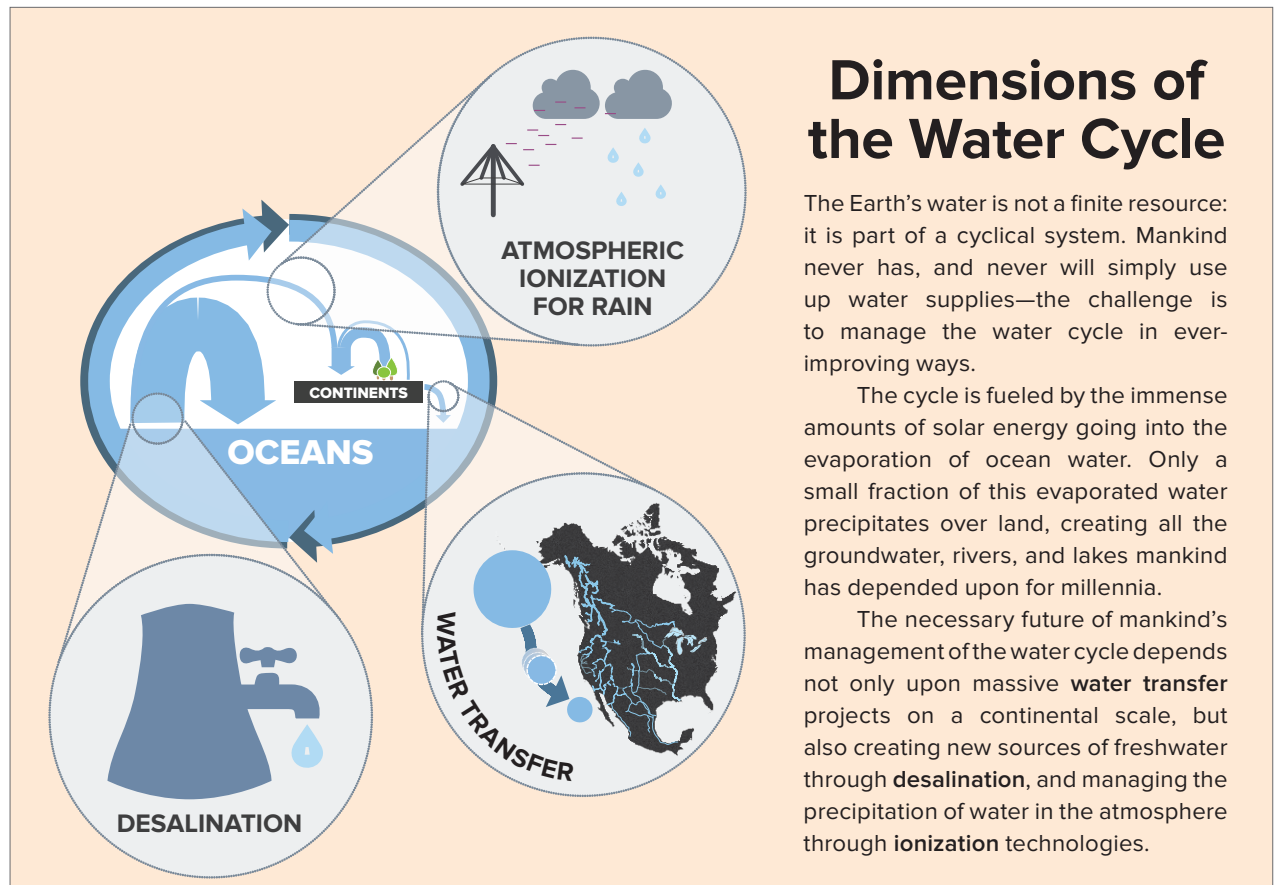 Dimensions of
the Water Cycle
The Earth’s water is not a finite resource:
it is part of a cyclical system. Mankind
never has, and never will simply use
up water supplies—the challenge is
to manage the water cycle in ever-
improving ways.
The cycle is fueled by the immense
amounts of solar energy going into the
evaporation of ocean water. Only a
small fraction of this evaporated water
precipitates over land, creating all the
groundwater, rivers, and lakes mankind
has depended upon for millennia.
The necessary future of mankind’s
management of the water cycle depends
not only upon massive water transfer
projects on a continental scale, but
also creating new sources of freshwater
through desalination, and managing the
precipitation of water in the atmosphere
through ionization technologies.
ATMOSPHERIC
IONIZATION
FOR RAIN
CONTINENTS
OCEANS
WATER TRANSFER
DESALINATION